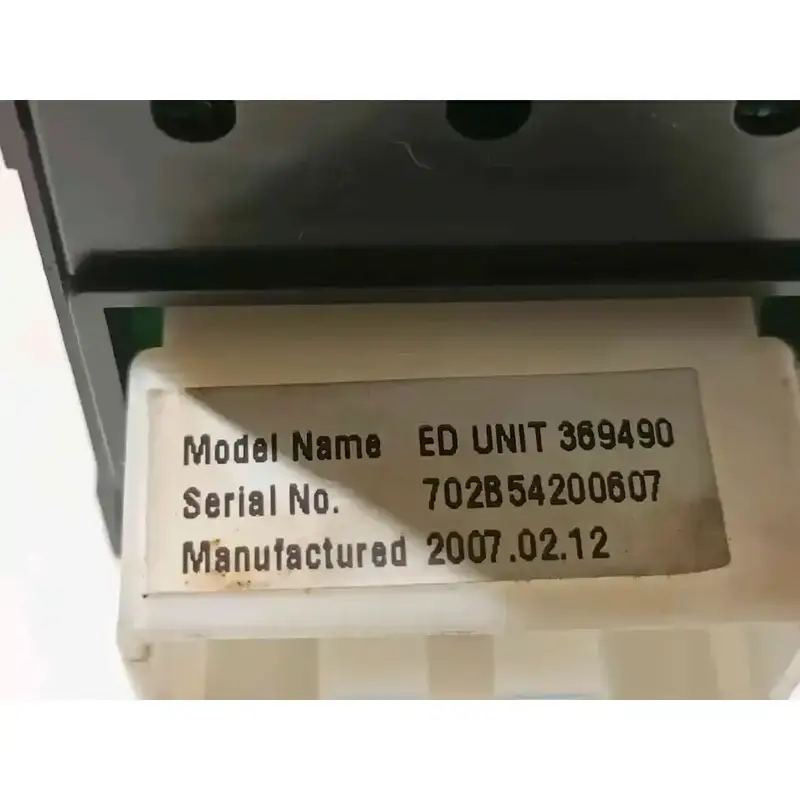 Model Name ED UNIT 369490
Serial No. 702B54200607
Manufactured 2007.02.12